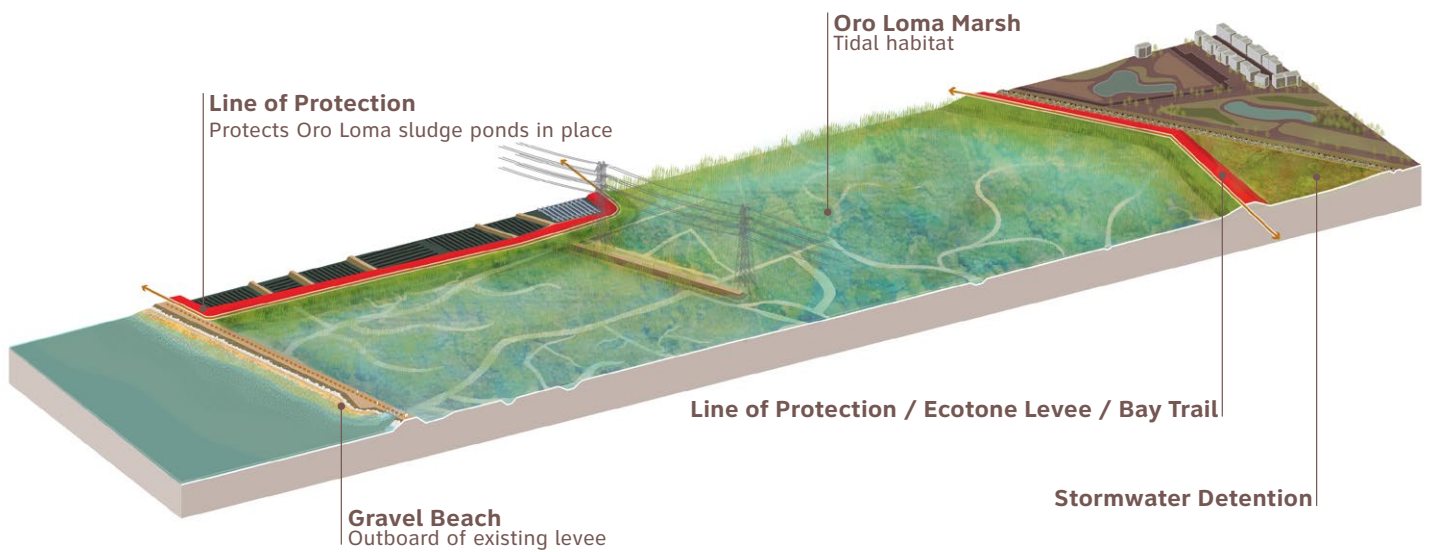 Oro Loma Marsh
Tidal habitat
Line of Protection
Protects Oro Loma sludge ponds in place
Line of Protection / Ecotone Levee / Bay Trail
Stormwater Detention
Gravel Beach
Outboard of existing levee